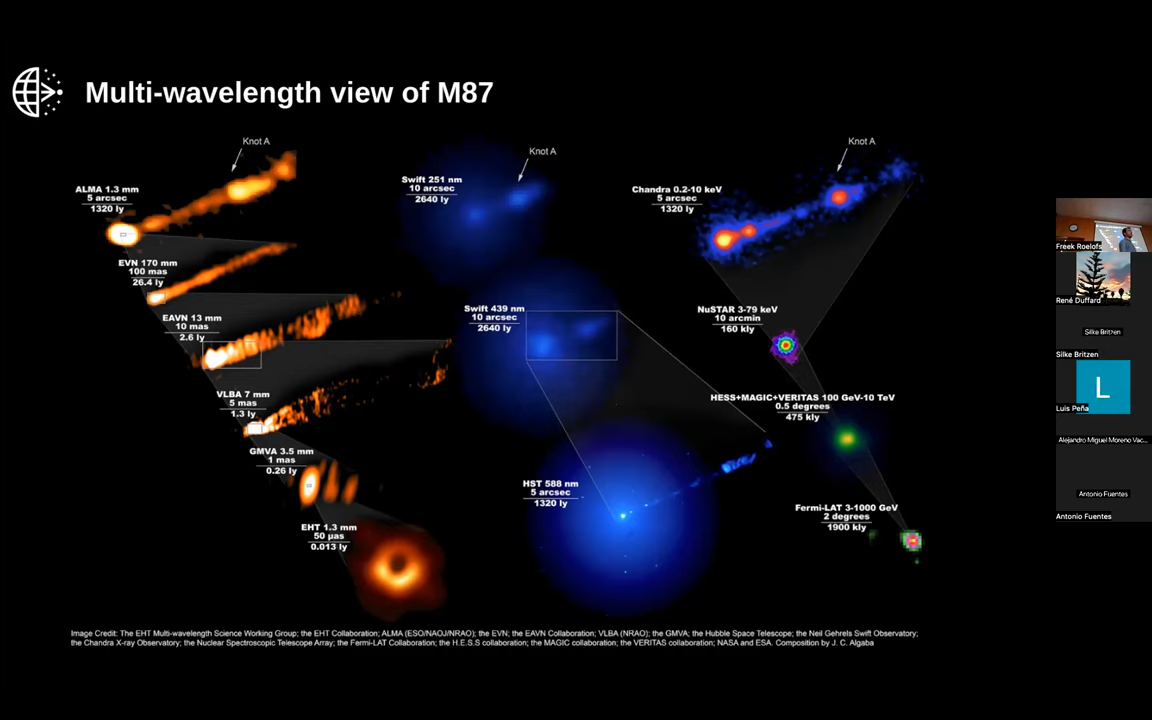 Multi-wavelength view of M87
Knot A
ALMA 1.3 mm
5 arcsec
1320 ly
EVN 170 mm
100 mas
26.4 ly
EAVN 13 mm
10 mas
2.6 ly
VLBA 7 mm
5 mas
1.3 ly
GMVA 3.5 mm
1 mas
0.26 ly
EHT 1.3 mm
50 μas
0.013 ly
Knot A
Swift 251 nm
10 arcsec
2640 ly
Swift 439 nm
10 arcsec
2640 ly
HST 588 nm
5 arcsec
1320 ly
Knot A
Chandra 0.2-10 keV
5 arcsec
1320 ly
NuSTAR 3-79 keV
10 arcmin
160 kly
HESS+MAGIC+VERITAS 100 GeV-10 TeV
0.5 degrees
475 kly
Fermi-LAT 3-1000 GeV
2 degrees
1900 kly
Image Credit: The EHT Multi-wavelength Science Working Group; the EHT Collaboration; ALMA (ESO/NAOJ/NRAO); the EVN; the EAVN Collaboration; VLBA (NRAO); the GMVA; the Hubble Space Telescope; the Neil Gehrels Swift Observatory;
the Chandra X-ray Observatory; the Nuclear Spectroscopic Telescope Array; the Fermi-LAT Collaboration; the H.E.S.S collaboration; the MAGIC collaboration; the VERITAS collaboration; NASA and ESA. Composition by J. C. Algaba
Freek Roelofs
René Duffard
Silke Britzen
Silke Britzen
L
Luis Peña
Alejandro Miguel Moreno Vac...
Antonio Fuentes
Antonio Fuentes